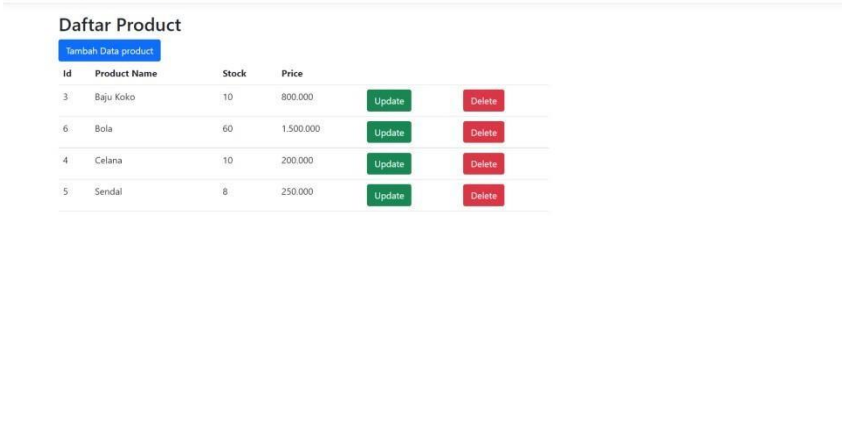 Daftar Product
Tambah Data product
Id Product Name Stock Price
3 Baju Koko 10 800.000 Update Delete
6 Bola 60 1.500.000 Update Delete
4 Celana 10 200.000 Update Delete
5 Sendal 8 250.000 Update Delete